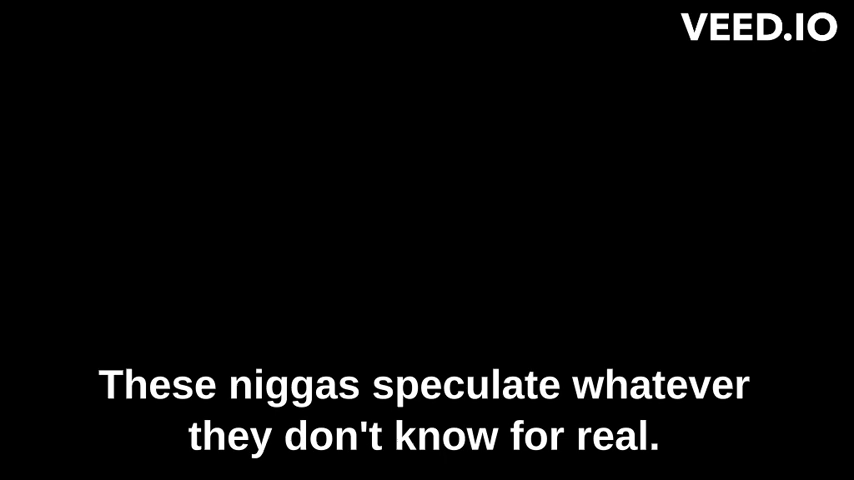 VEED.IO
These niggas speculate whatever
they don't know for real.